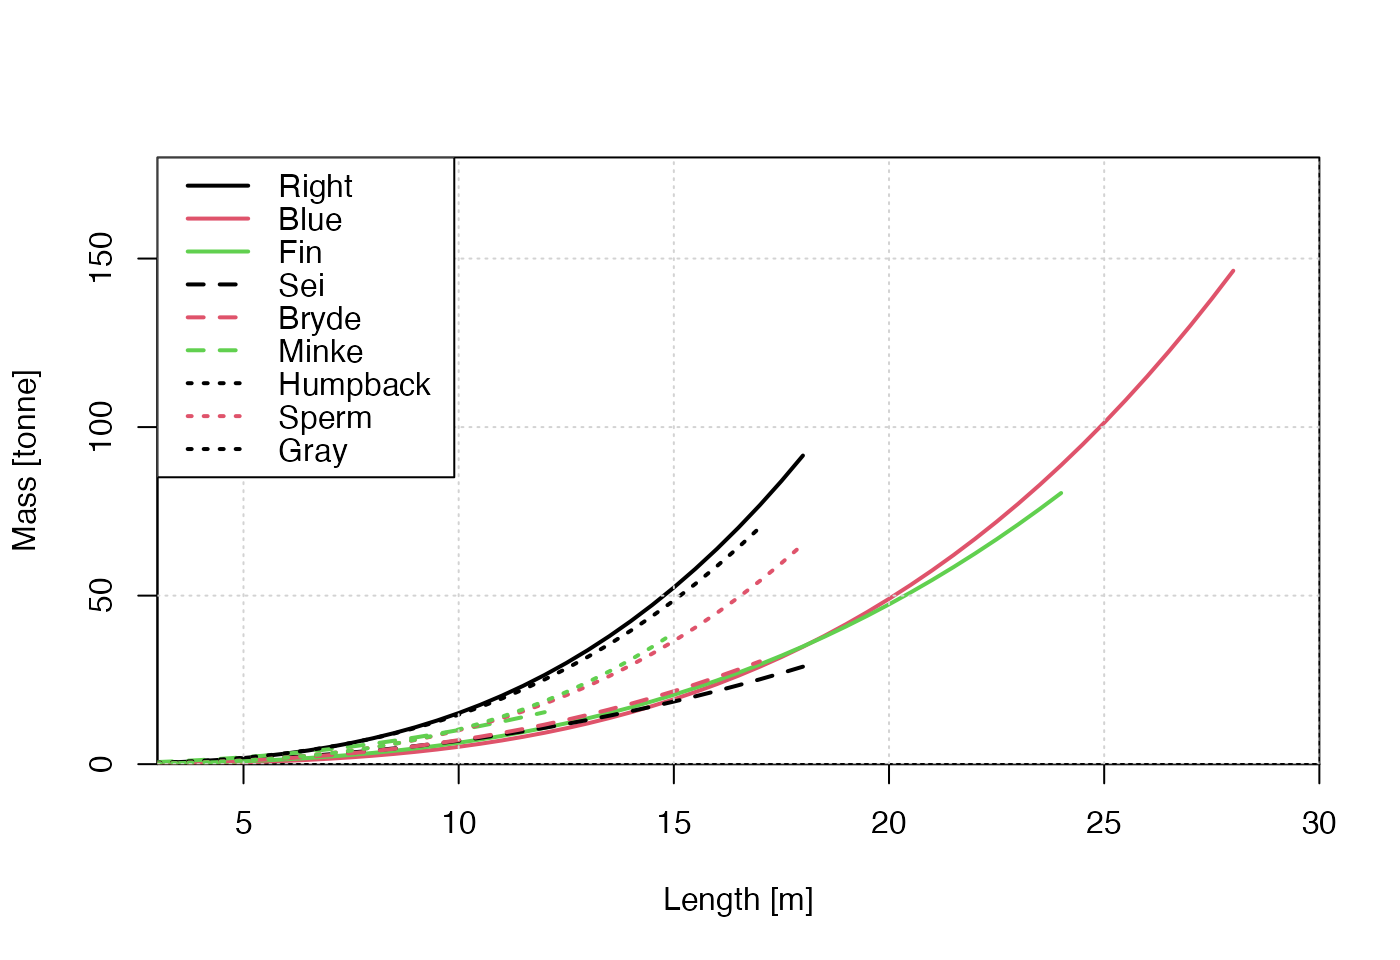 Right
Blue
Fin
Sei
Bryde
Minke
Humpback
Sperm
Gray
150
100
50
0
Mass [tonne]
5 10 15 20 25 30
Length [m]